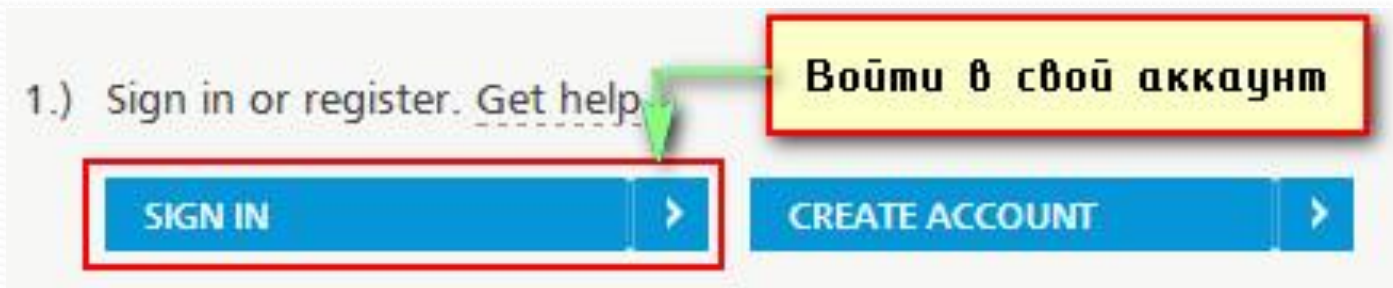 Войти в свой аккаунт
1.) Sign in or register. Get help
SIGN IN >
CREATE ACCOUNT >